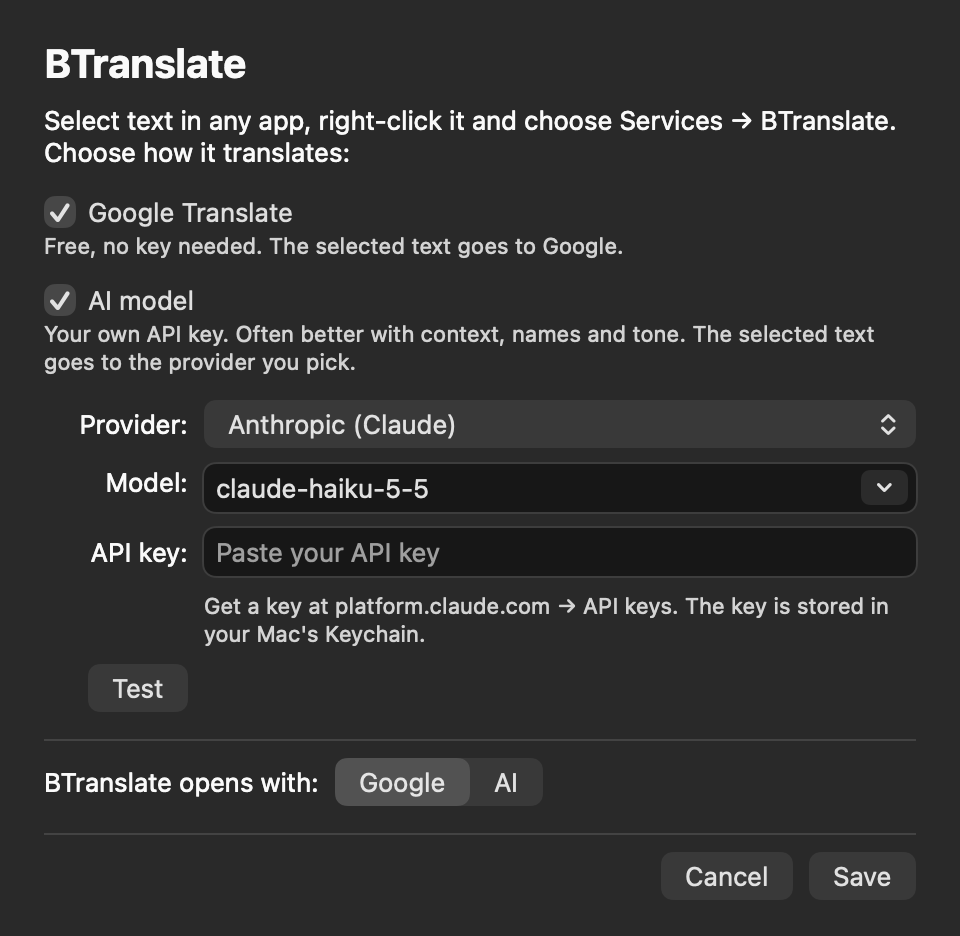 BTranslate
Select text in any app, right-click it and choose Services → BTranslate.
Choose how it translates:
Google Translate
Free, no key needed. The selected text goes to Google.
AI model
Your own API key. Often better with context, names and tone. The selected text
goes to the provider you pick.
Provider: Anthropic (Claude)
Model: claude-haiku-5-5
API key: Paste your API key
Get a key at platform.claude.com → API keys. The key is stored in
your Mac's Keychain.
Test
BTranslate opens with: Google AI
Cancel Save